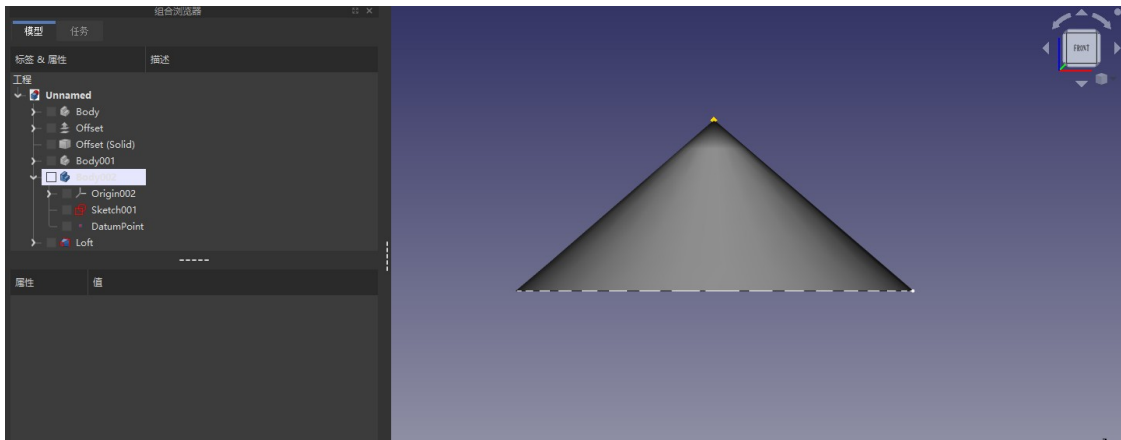 组合浏览器
模型 任务
标签 & 属性 描述
工程
Unnamed
Body
Offset
Offset (Solid)
Body001
Body002
Origin002
Sketch001
DatumPoint
Loft
属性 值
FRONT